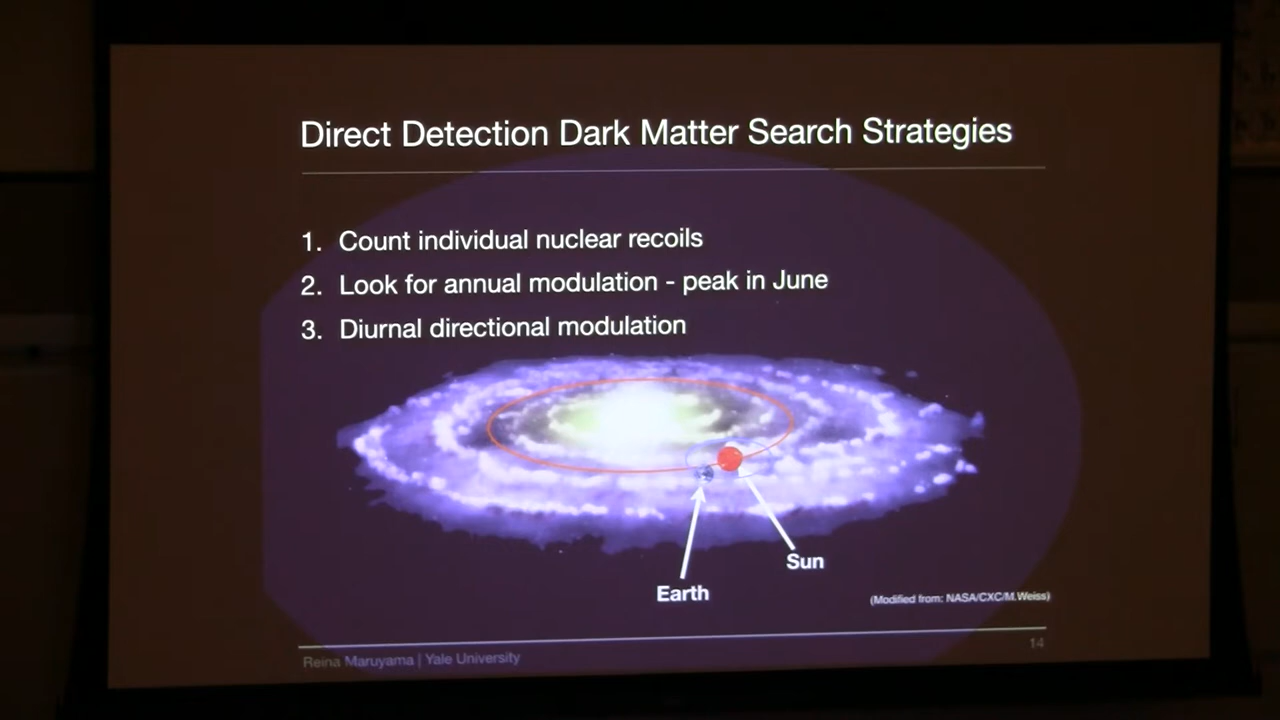 Direct Detection Dark Matter Search Strategies
1. Count individual nuclear recoils
2. Look for annual modulation - peak in June
3. Diurnal directional modulation
Sun
Earth
(Modified from: NASA/CXC/M.Weiss)
14
Reina Maruyama | Yale University